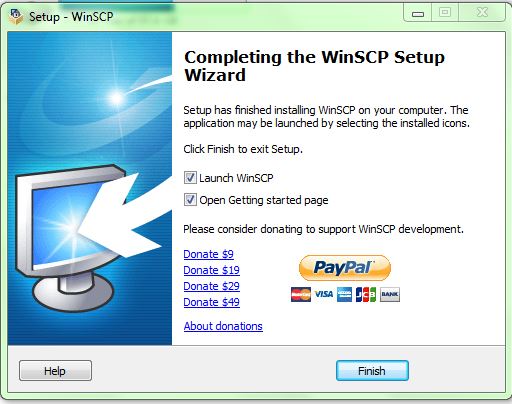 Setup - WinSCP
Completing the WinSCP Setup
Wizard
Setup has finished installing WinSCP on your computer. The
application may be launched by selecting the installed icons.
Click Finish to exit Setup.
Launch WinSCP
Open Getting started page
Please consider donating to support WinSCP development.
Donate $9
Donate $19
Donate $29
Donate $49
About donations
PayPal
MasterCard VISA AMEX JCB BANK
Help
Finish